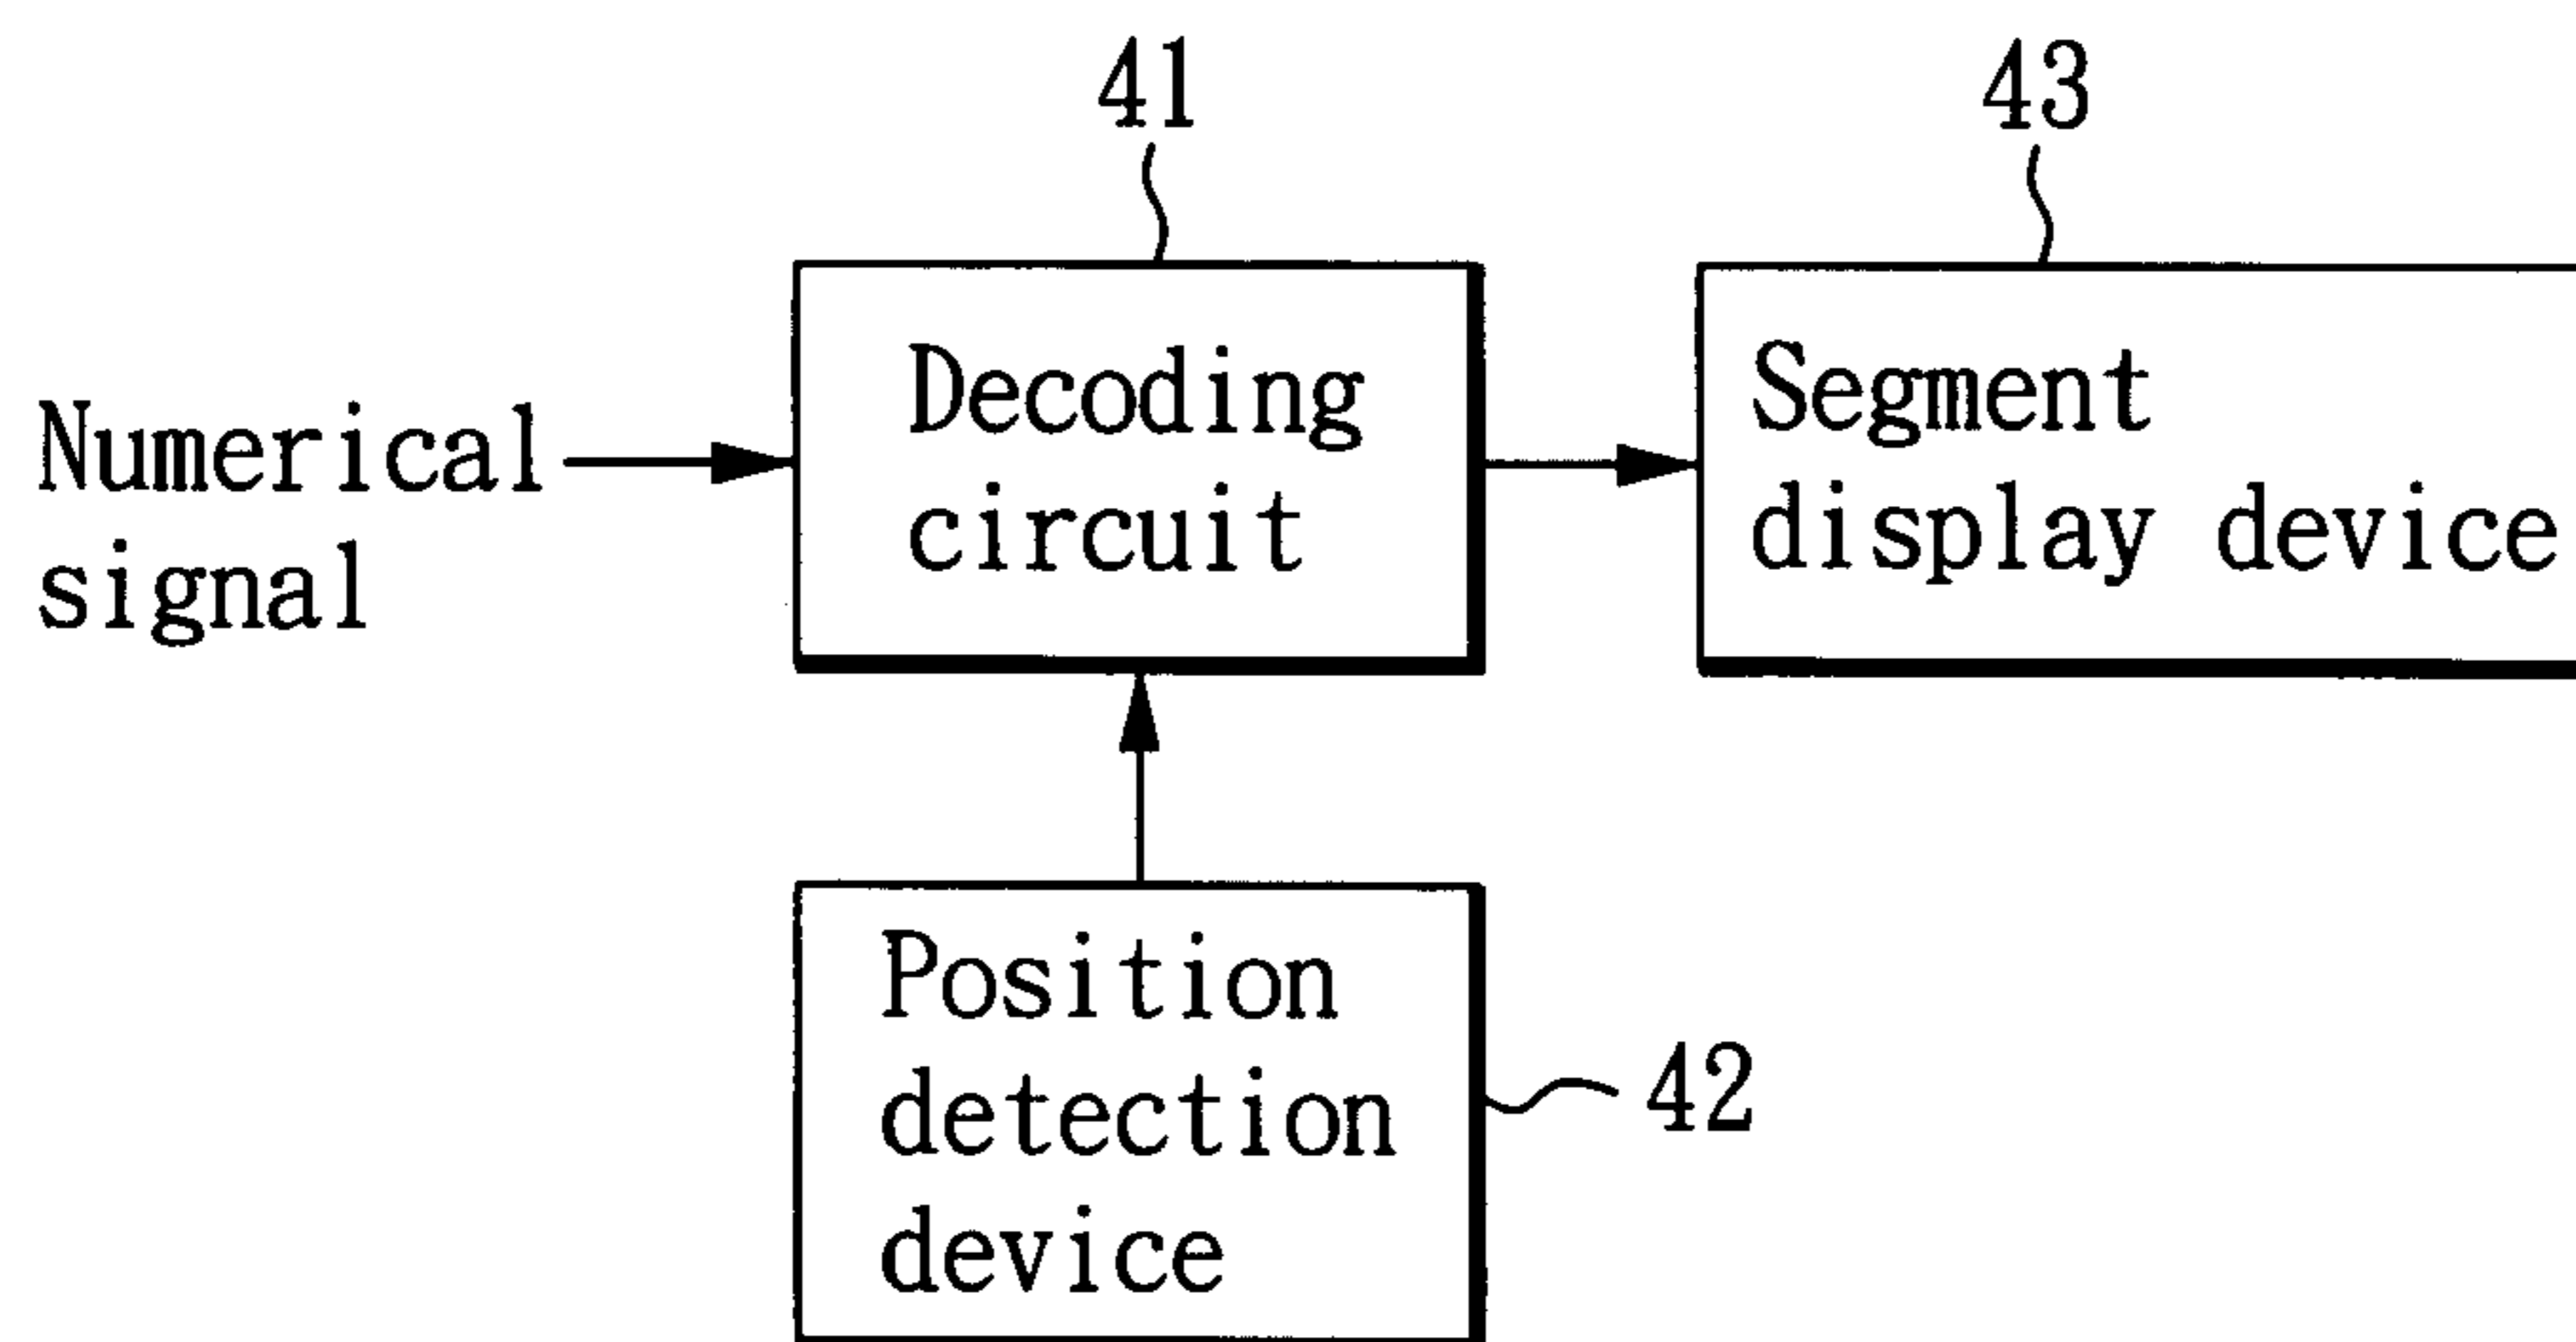 41
43
Numerical
signal
Decoding
circuit
Segment
display device
Position
detection
device
42